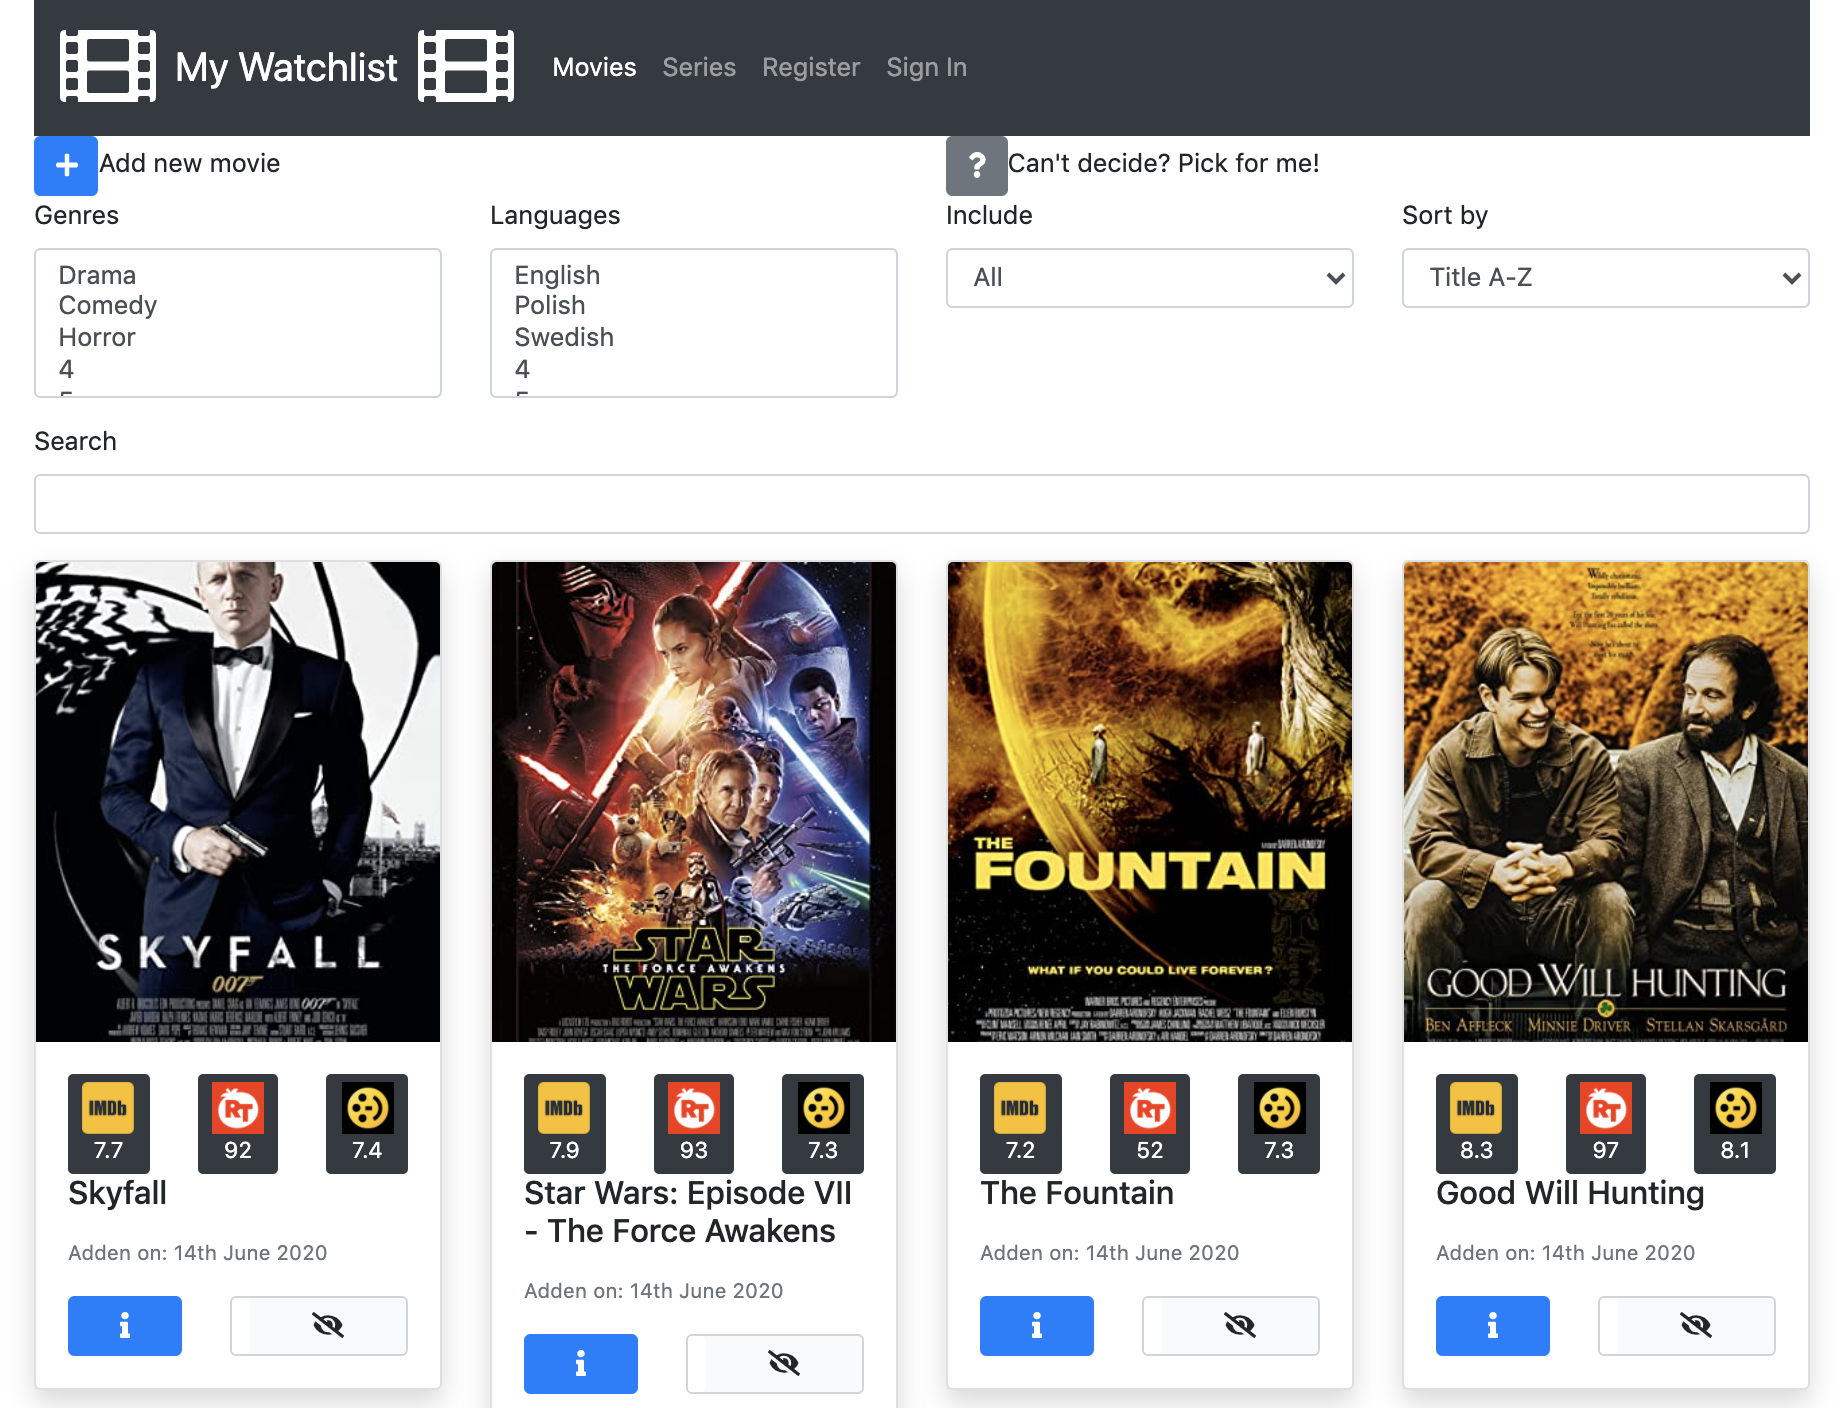 My Watchlist Movies Series Register Sign In
+ Add new movie
? Can't decide? Pick for me!
Genres
Drama
Comedy
Horror
4
Languages
English
Polish
Swedish
4
Include
All
Sort by
Title A-Z
Search
SKYFALL
007
IMDb
7.7
RT
92
7.4
Skyfall
Adden on: 14th June 2020
STAR
THE FORCE AWAKENS
WARS
IMDb
7.9
RT
93
7.3
Star Wars: Episode VII
- The Force Awakens
Adden on: 14th June 2020
THE
FOUNTAIN
WHAT IF YOU COULD LIVE FOREVER?
IMDb
7.2
RT
52
7.3
The Fountain
Adden on: 14th June 2020
GOOD WILL HUNTING
BEN AFFLECK MINNIE DRIVER STELLAN SKARSGÅRD
IMDb
8.3
RT
97
8.1
Good Will Hunting
Adden on: 14th June 2020